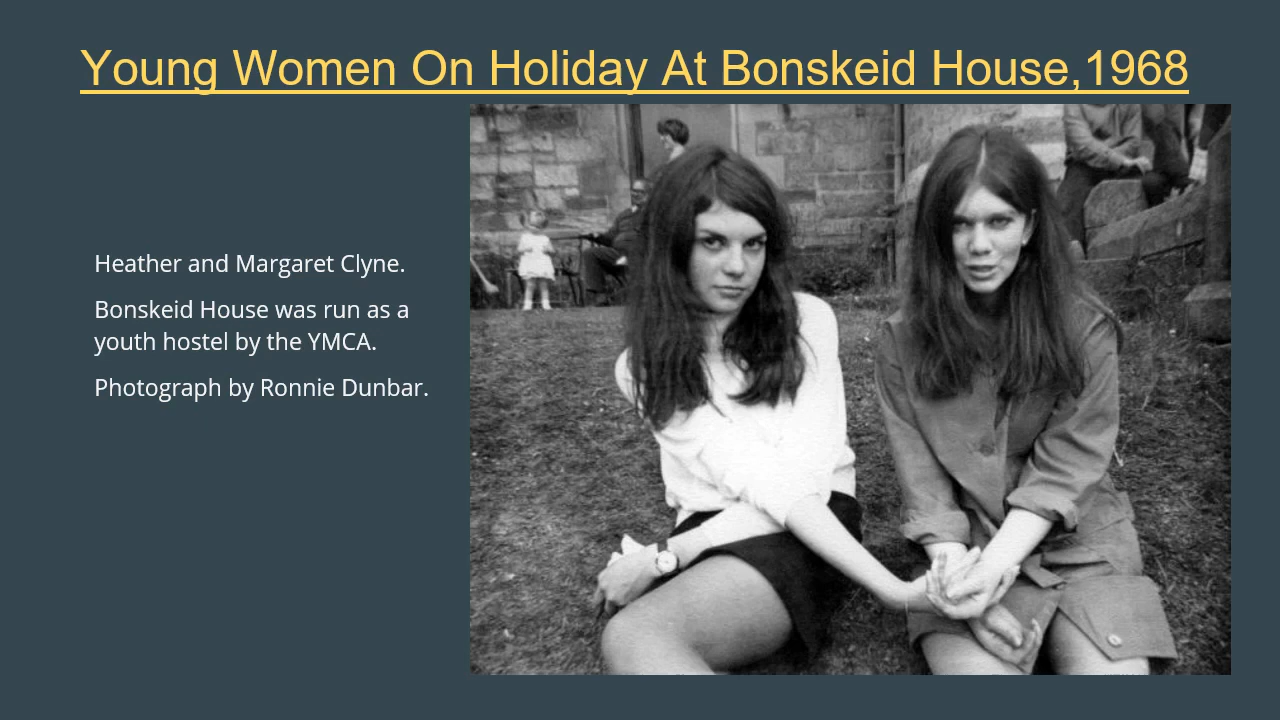 Young Women On Holiday At Bonskeid House,1968
Heather and Margaret Clyne.
Bonskeid House was run as a
youth hostel by the YMCA.
Photograph by Ronnie Dunbar.